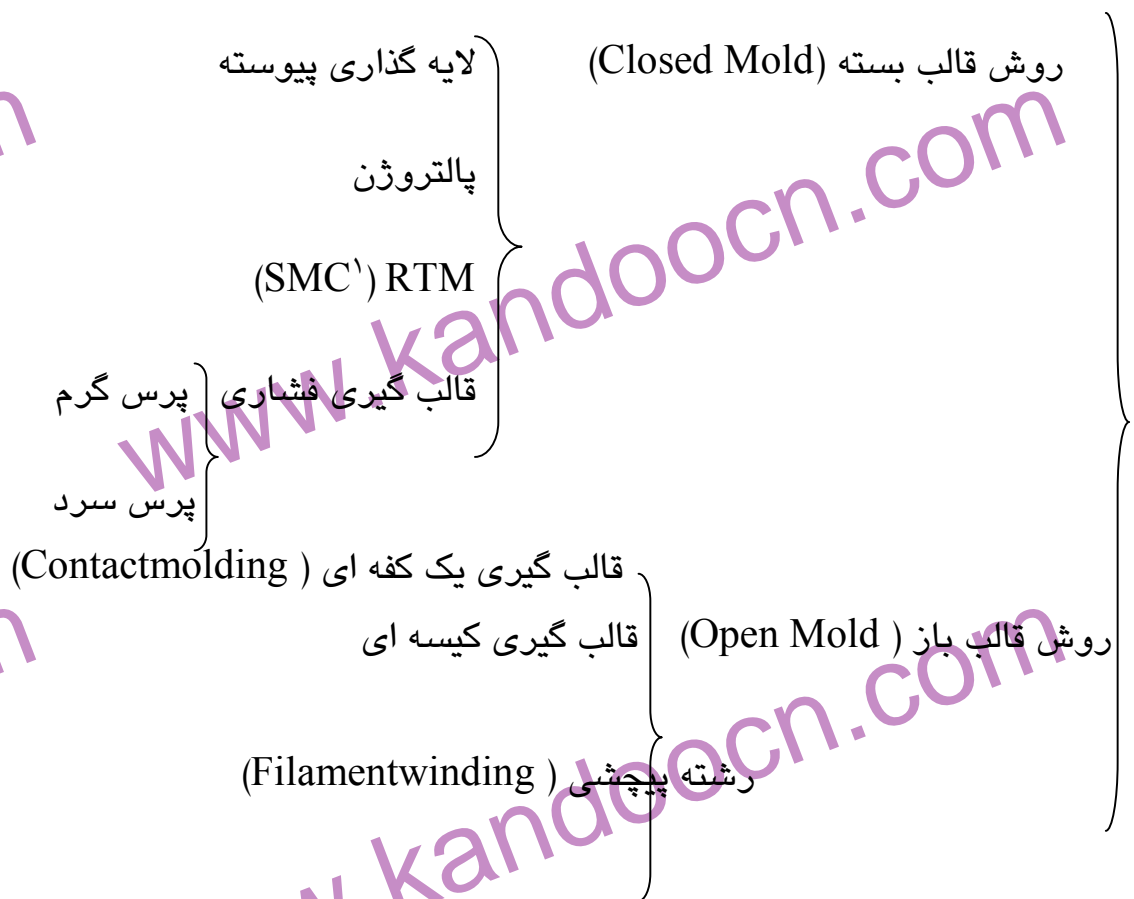 روش قالب بسته (Closed Mold) لایه گذاری پیوسته
پالتروژن
RTM (SMC۱)
قالب گیری فشاری پرس گرم
پرس سرد
قالب گیری یک کفه ای ( Contactmolding)
روش قالب باز ( Open Mold) قالب گیری کیسه ای
رشته پیچشی ( Filamentwinding)
www.kandoocn.com
w.kandoocn.com
n
n